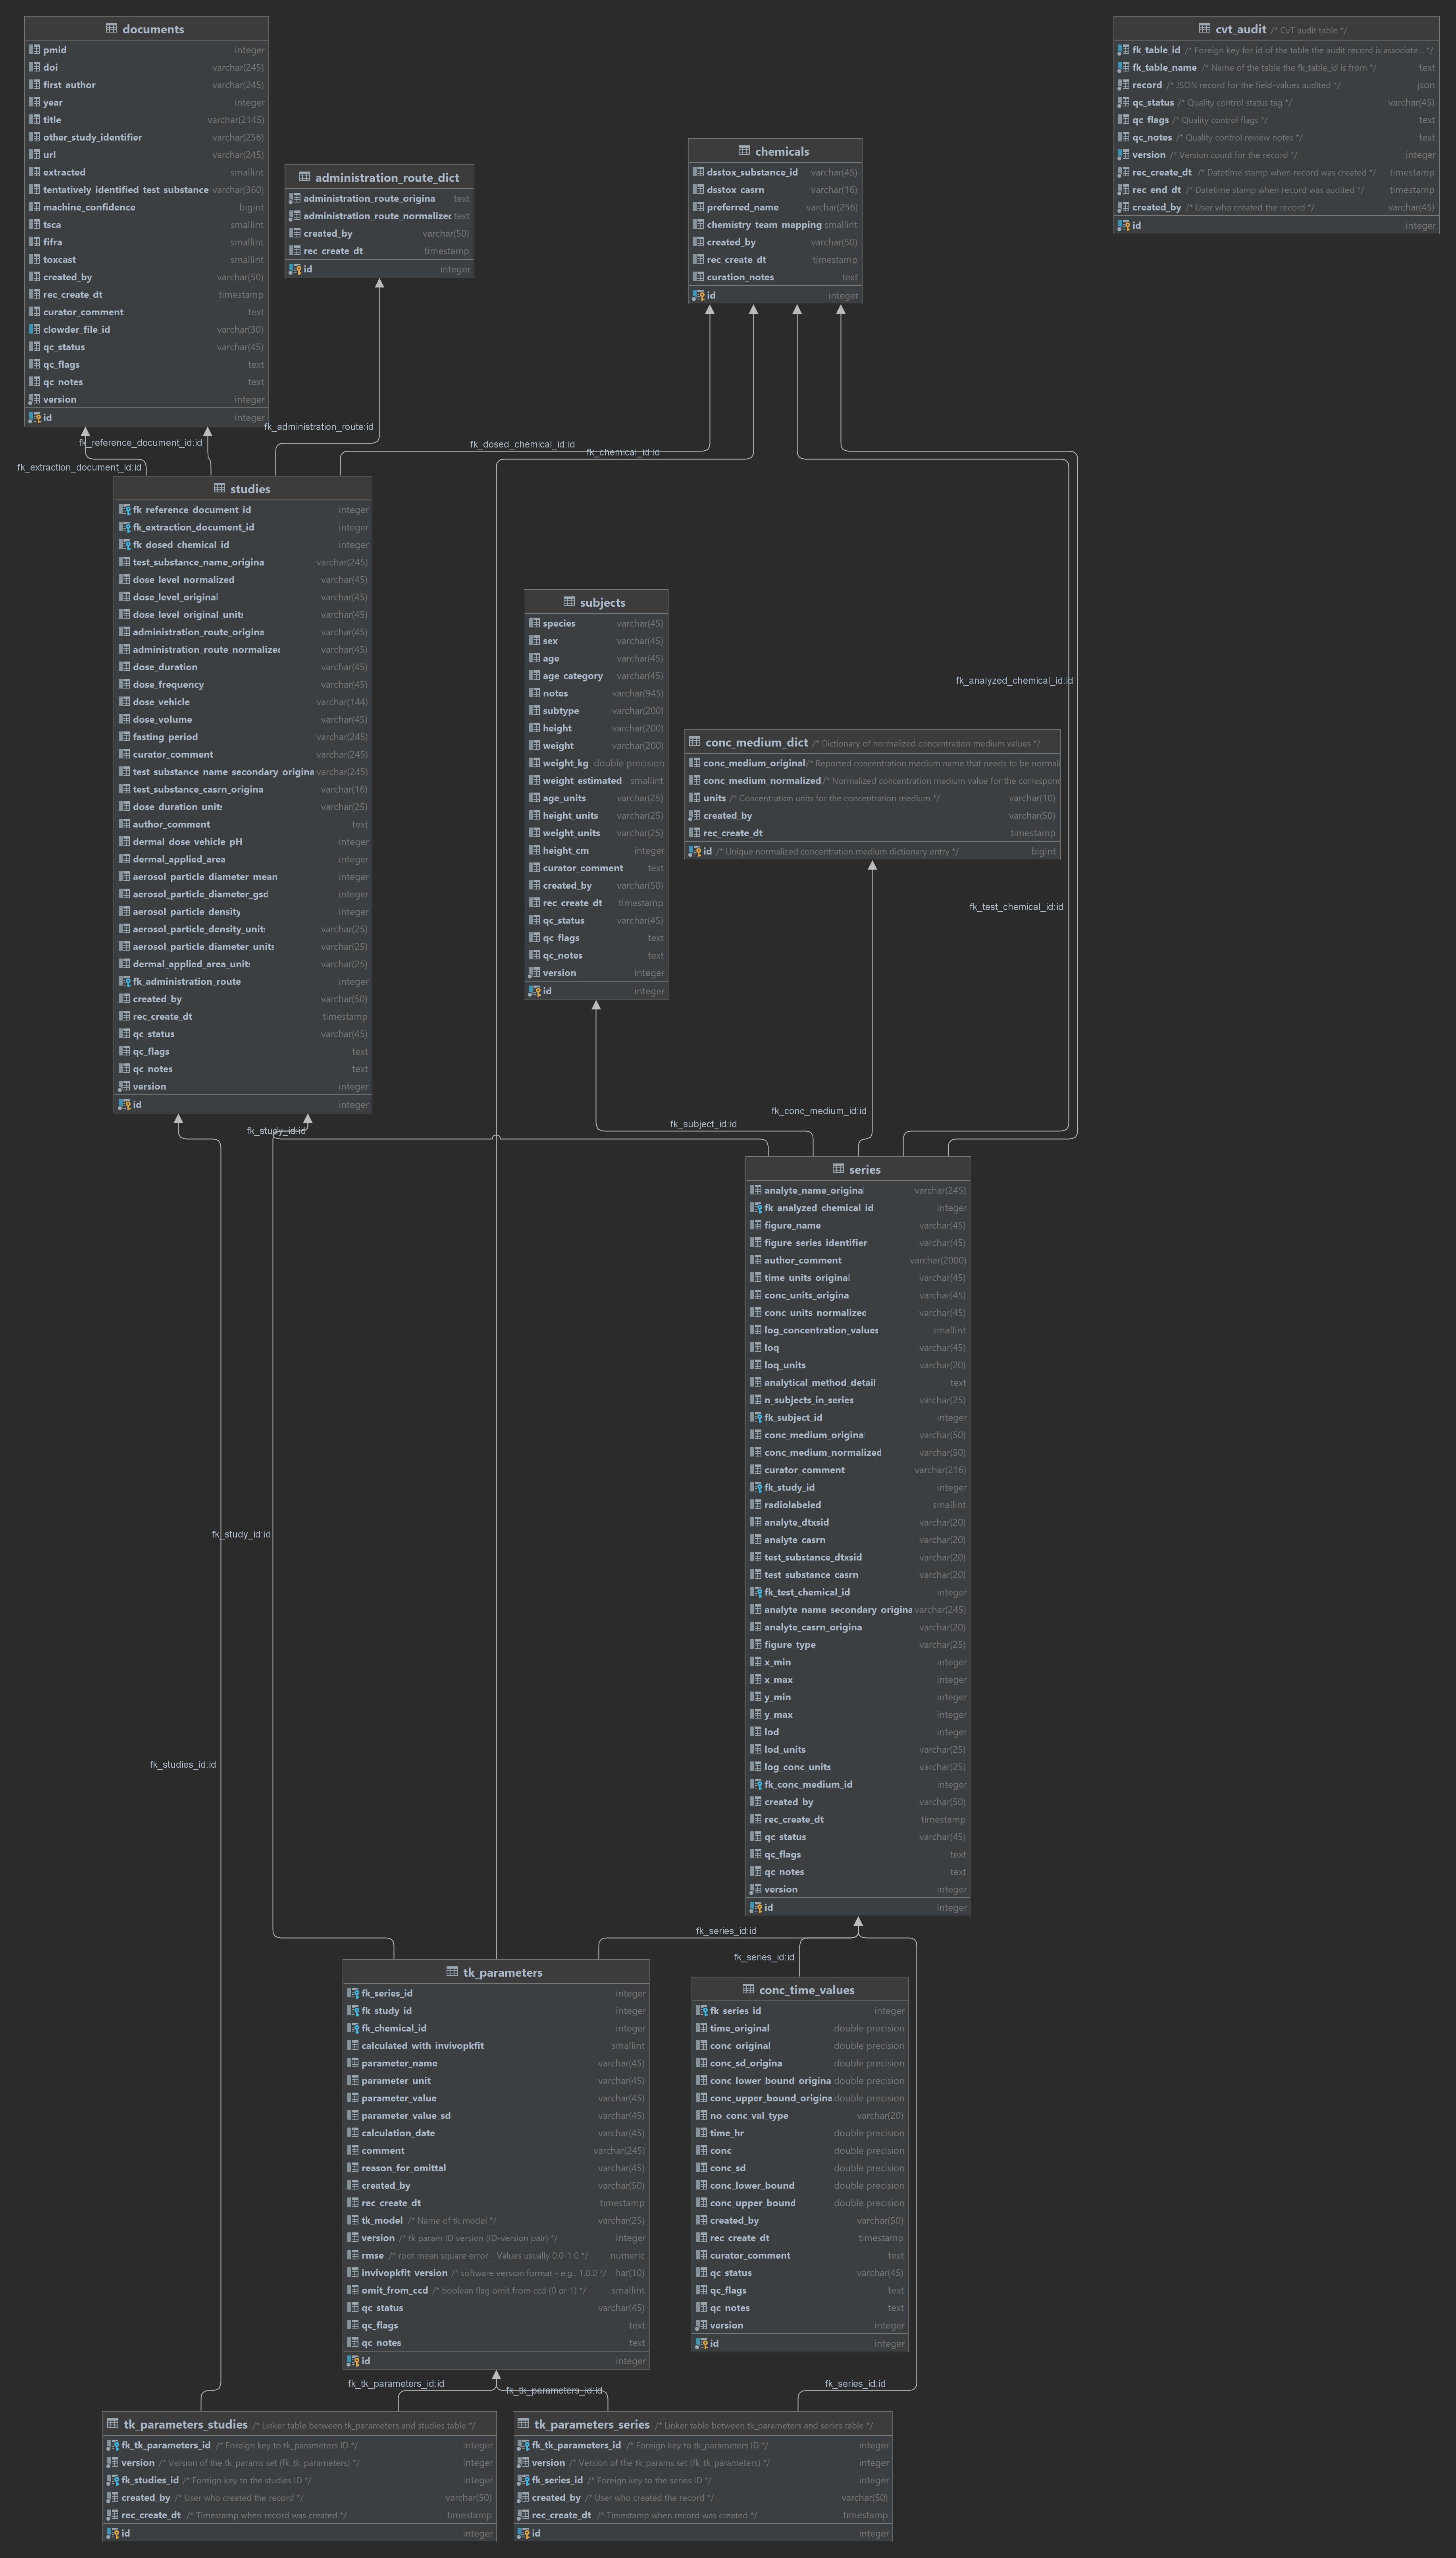 documents
pmid integer
doi varchar(245)
first_author varchar(245)
year integer
title varchar(2145)
other_study_identifier varchar(256)
url varchar(245)
extracted smallint
tentatively_identified_test_substance varchar(360)
machine_confidence bigint
tsca smallint
fifra smallint
toxcast smallint
created_by varchar(50)
rec_create_dt timestamp
curator_comment text
clowder_file_id varchar(30)
qc_status varchar(45)
qc_flags text
qc_notes text
version integer
id integer
administration_route_dict
administration_route_origina text
administration_route_normalized text
created_by varchar(50)
rec_create_dt timestamp
id integer
chemicals
dsstox_substance_id varchar(45)
dsstox_casrn varchar(16)
preferred_name varchar(256)
chemistry_team_mapping smallint
created_by varchar(50)
rec_create_dt timestamp
curation_notes text
id integer
cvt_audit /* CvT audit table */
fk_table_id /* Foreign key for id of the table the audit record is associate... */
fk_table_name /* Name of the table the fk_table_id is from */ text
record /* JSON record for the field-values audited */ json
qc_status /* Quality control status tag */ varchar(45)
qc_flags /* Quality control flags */ text
qc_notes /* Quality control review notes */ text
version /* Version count for the record */ integer
rec_create_dt /* Datetime stamp when record was created */ timestamp
rec_end_dt /* Datetime stamp when record was audited */ timestamp
created_by /* User who created the record */ varchar(45)
id integer
fk_reference_document_id:id
fk_extraction_document_id:id
fk_administration_route:id
fk_dosed_chemical_id:id
fk_chemical_id:id
studies
fk_reference_document_id integer
fk_extraction_document_id integer
fk_dosed_chemical_id integer
test_substance_name_original varchar(245)
dose_level_normalized varchar(45)
dose_level_original varchar(45)
dose_level_original_units varchar(45)
administration_route_origina varchar(45)
administration_route_normalized varchar(45)
dose_duration varchar(45)
dose_frequency varchar(45)
dose_vehicle varchar(144)
dose_volume varchar(45)
fasting_period varchar(245)
curator_comment varchar(245)
test_substance_name_secondary_origina varchar(245)
test_substance_casrn_origina varchar(16)
dose_duration_units varchar(25)
author_comment text
dermal_dose_vehicle_pH integer
dermal_applied_area integer
aerosol_particle_diameter_mean integer
aerosol_particle_diameter_gsd integer
aerosol_particle_density integer
aerosol_particle_density_units varchar(25)
aerosol_particle_diameter_units varchar(25)
dermal_applied_area_units varchar(25)
fk_administration_route integer
created_by varchar(50)
rec_create_dt timestamp
qc_status varchar(45)
qc_flags text
qc_notes text
version integer
id integer
subjects
species varchar(45)
sex varchar(45)
age varchar(45)
age_category varchar(45)
notes varchar(945)
subtype varchar(200)
height varchar(200)
weight varchar(200)
weight_kg double precision
weight_estimated smallint
age_units varchar(25)
height_units varchar(25)
weight_units varchar(25)
height_cm integer
curator_comment text
created_by varchar(50)
rec_create_dt timestamp
qc_status varchar(45)
qc_flags text
qc_notes text
version integer
id integer
fk_analyzed_chemical_id:id
conc_medium_dict /* Dictionary of normalized concentration medium values */
conc_medium_original /* Reported concentration medium name that needs to be normali
conc_medium_normalized /* Normalized concentration medium value for the correspond
units /* Concentration units for the concentration medium */ varchar(10)
created_by varchar(50)
rec_create_dt timestamp
id /* Unique normalized concentration medium dictionary entry */ bigint
fk_test_chemical_id:id
fk_conc_medium_id:id
fk_subject_id:id
fk_study_id:id
series
analyte_name_origina varchar(245)
fk_analyzed_chemical_id integer
figure_name varchar(45)
figure_series_identifier varchar(45)
author_comment varchar(2000)
time_units_original varchar(45)
conc_units_origina varchar(45)
conc_units_normalized varchar(45)
log_concentration_values smallint
loq varchar(45)
loq_units varchar(20)
analytical_method_detail text
n_subjects_in_series varchar(25)
fk_subject_id integer
conc_medium_origina varchar(50)
conc_medium_normalized varchar(50)
curator_comment varchar(216)
fk_study_id integer
radiolabeled smallint
analyte_dtxsid varchar(20)
analyte_casrn varchar(20)
test_substance_dtxsid varchar(20)
test_substance_casrn varchar(20)
fk_test_chemical_id integer
analyte_name_secondary_origina varchar(245)
analyte_casrn_origina varchar(20)
figure_type varchar(25)
x_min integer
x_max integer
y_min integer
y_max integer
lod integer
lod_units varchar(25)
log_conc_units varchar(25)
fk_conc_medium_id integer
created_by varchar(50)
rec_create_dt timestamp
qc_status varchar(45)
qc_flags text
qc_notes text
version integer
id integer
fk_study_id:id
fk_studies_id:id
fk_series_id:id
fk_series_id:id
tk_parameters
fk_series_id integer
fk_study_id integer
fk_chemical_id integer
calculated_with_invivopkfit smallint
parameter_name varchar(45)
parameter_unit varchar(45)
parameter_value varchar(45)
parameter_value_sd varchar(45)
calculation_date varchar(45)
comment varchar(245)
reason_for_omittal varchar(45)
created_by varchar(50)
rec_create_dt timestamp
tk_model /* Name of tk model */ varchar(25)
version /* tk param ID version (ID-version pair) */ integer
rmse /* root mean square error - Values usually 0.0-1.0 */ numeric
invivopkfit_version /* software version format - e.g., 1.0.0 */ har(10)
omit_from_ccd /* boolean flag omit from ccd (0 or 1) */ smallint
qc_status varchar(45)
qc_flags text
qc_notes text
id integer
conc_time_values
fk_series_id integer
time_original double precision
conc_original double precision
conc_sd_origina double precision
conc_lower_bound_origina double precision
conc_upper_bound_origina double precision
no_conc_val_type varchar(20)
time_hr double precision
conc double precision
conc_sd double precision
conc_lower_bound double precision
conc_upper_bound double precision
created_by varchar(50)
rec_create_dt timestamp
curator_comment text
qc_status varchar(45)
qc_flags text
qc_notes text
version integer
id integer
fk_tk_parameters_id:id
fk_tk_parameters_id:id
fk_series_id:id
tk_parameters_studies /* Linker table between tk_parameters and studies table */
fk_tk_parameters_id /* Foreign key to tk_parameters ID */ integer
version /* Version of the tk_params set (fk_tk_parameters) */ integer
fk_studies_id /* Foreign key to the studies ID */ integer
created_by /* User who created the record */ varchar(50)
rec_create_dt /* Timestamp when record was created */ timestamp
id integer
tk_parameters_series /* Linker table between tk_parameters and series table */
fk_tk_parameters_id /* Foreign key to tk_parameters ID */ integer
version /* Version of the tk_params set (fk_tk_parameters) */ integer
fk_series_id /* Foreign key to the series ID */ integer
created_by /* User who created the record */ varchar(50)
rec_create_dt /* Timestamp when record was created */ timestamp
id integer